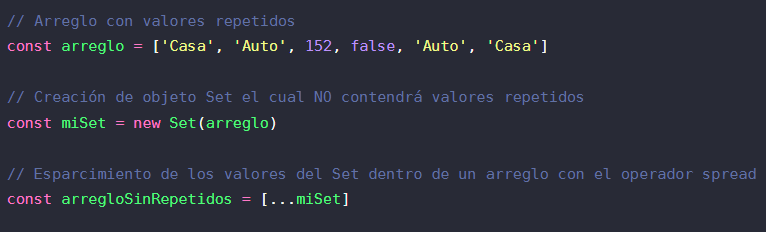 // Arreglo con valores repetidos
const arreglo = ['Casa', 'Auto', 152, false, 'Auto', 'Casa']
// Creación de objeto Set el cual NO contendrá valores repetidos
const miSet = new Set(arreglo)
// Esparcimiento de los valores del Set dentro de un arreglo con el operador spread
const arregloSinRepetidos = [...miSet]